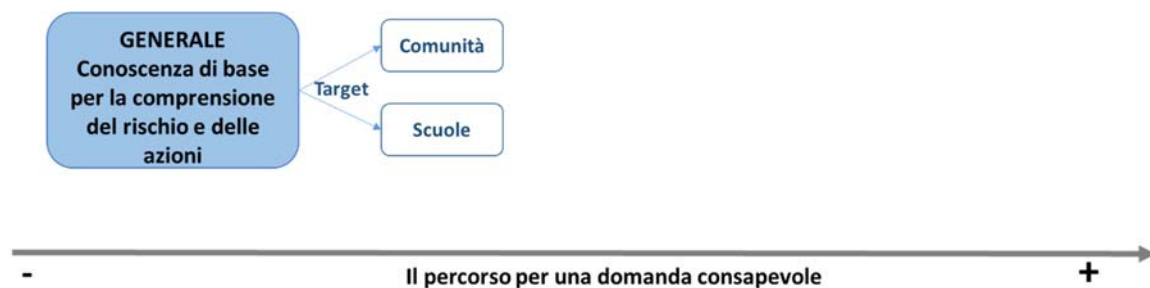 GENERALE
Conoscenza di base
per la comprensione
del rischio e delle
azioni
Target
Comunità
Scuole
-
Il percorso per una domanda consapevole
+